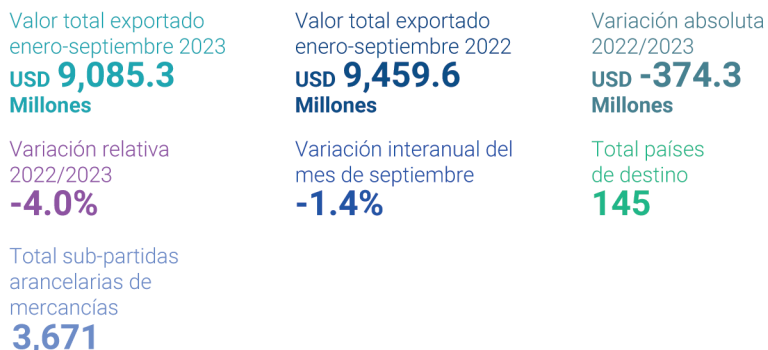 Valor total exportado
enero-septiembre 2023
USD 9,085.3
Millones
Valor total exportado
enero-septiembre 2022
USD 9,459.6
Millones
Variación absoluta
2022/2023
USD -374.3
Millones
Variación relativa
2022/2023
-4.0%
Variación interanual del
mes de septiembre
-1.4%
Total países
de destino
145
Total sub-partidas
arancelarias de
mercancías
3,671